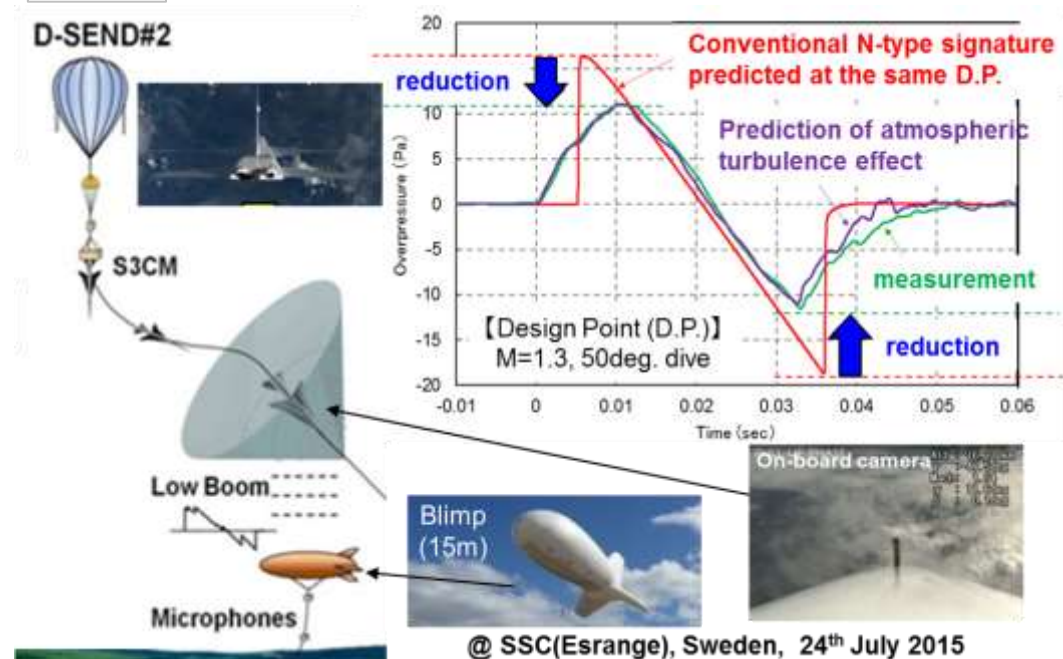 D-SEND#2
S3CM
Low Boom
Microphones
20
15
10
5
0
-5
-10
-15
-20
Overpressure (Pa)
-0.01
0
0.01
0.02
0.03
0.04
0.05
0.06
Time (sec)
reduction
Conventional N-type signature
predicted at the same D.P.
Prediction of atmospheric
turbulence effect
measurement
reduction
【Design Point (D.P.)】
M=1.3, 50deg. dive
Blimp
(15m)
On-board camera
@ SSC(Esrange), Sweden, 24th July 2015